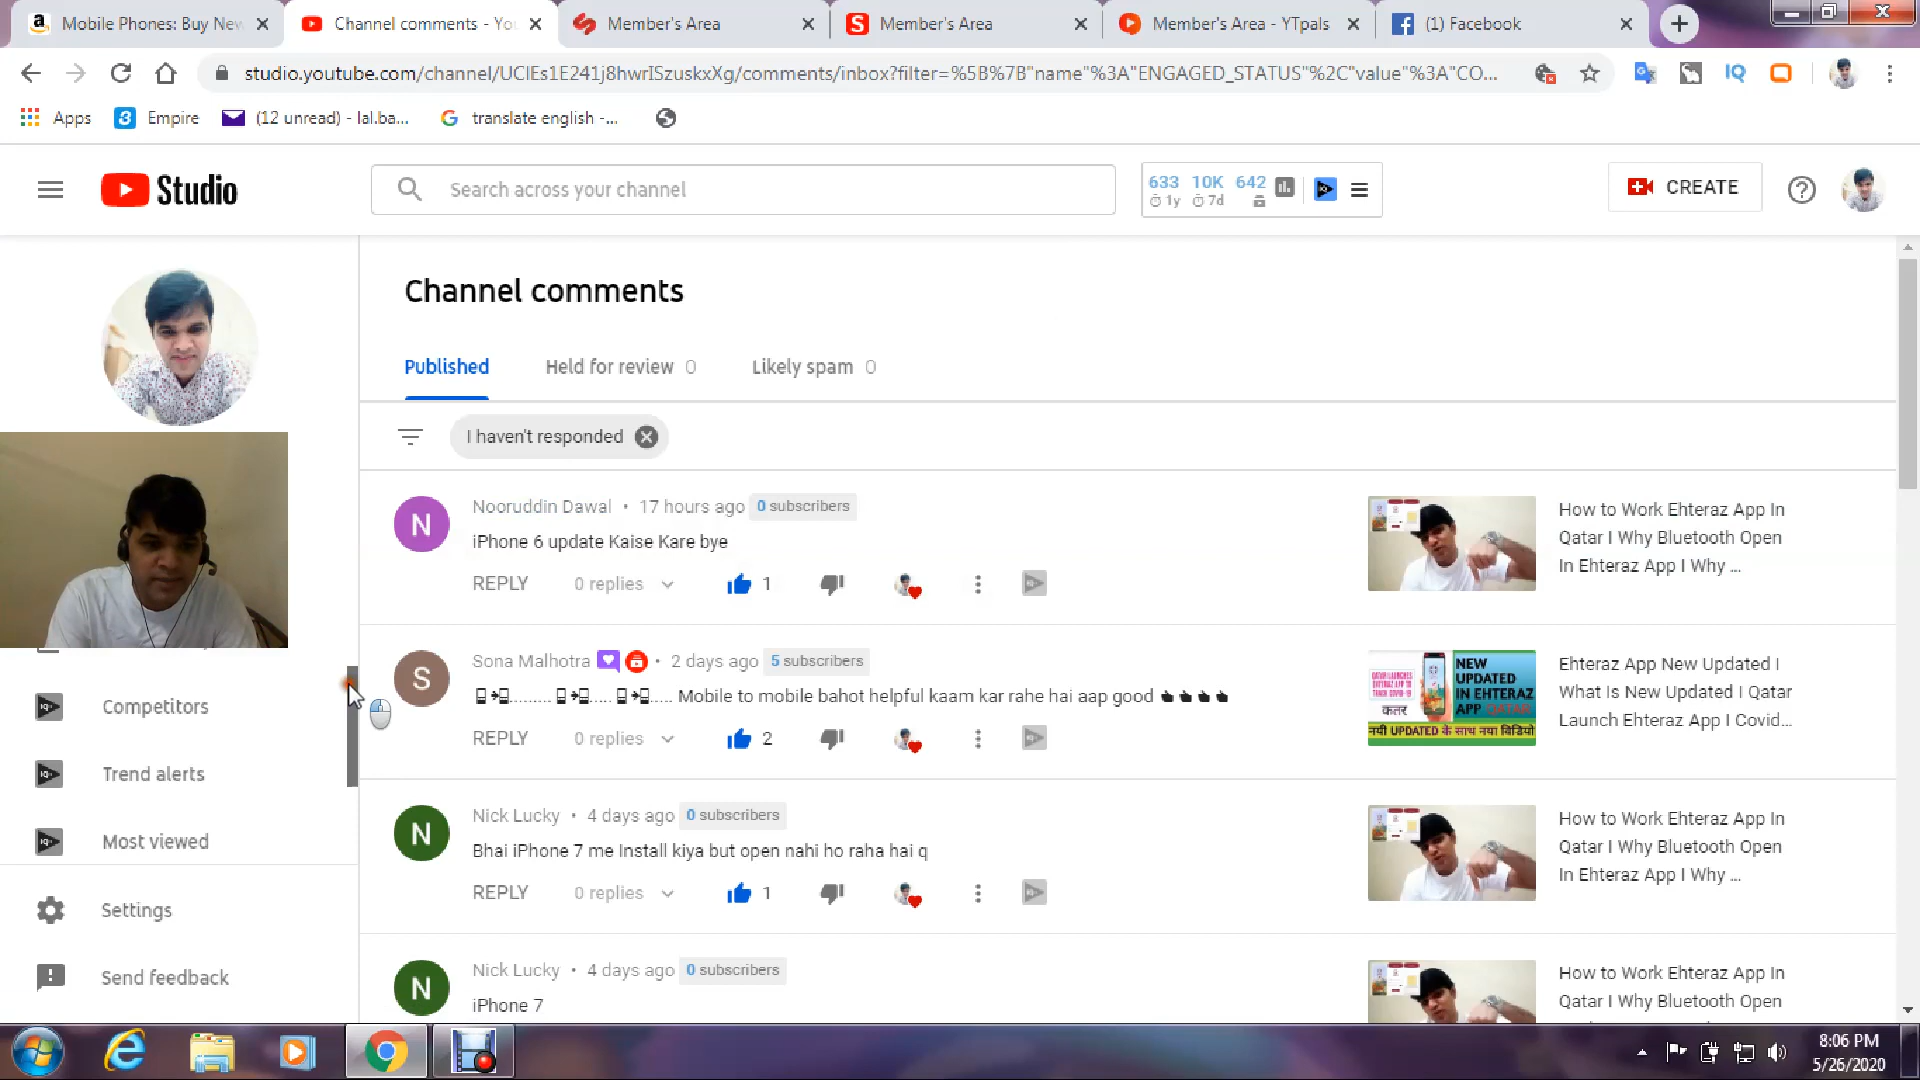 Mobile Phones: Buy New
Channel comments - Yo
Member's Area
Member's Area
Member's Area - YTpals
(1) Facebook
studio.youtube.com/channel/UCIEs1E241j8hwrISzuskxXg/comments/inbox?filter=%5B%7B"name"%3A"ENGAGED_STATUS"%2C"value"%3A"CO...
Apps
Empire
(12 unread) - lal.ba...
translate english -...
Studio
Search across your channel
633 10K 642
1y 7d
CREATE
Channel comments
Published
Held for review 0
Likely spam 0
I haven't responded
Nooruddin Dawal • 17 hours ago 0 subscribers
iPhone 6 update Kaise Kare bye
REPLY 0 replies 1
How to Work Ehteraz App In
Qatar I Why Bluetooth Open
In Ehteraz App I Why ...
Sona Malhotra • 2 days ago 5 subscribers
📱📲......... 📱📲..... 📱📲..... Mobile to mobile bahot helpful kaam kar rahe hai aap good 👍👍👍👍
REPLY 0 replies 2
NEW
UPDATED
IN EHTERAZ
APP QATAR
कतर
नयी UPDATED के साथ नया विडियो
Ehteraz App New Updated I
What Is New Updated I Qatar
Launch Ehteraz App I Covid...
Nick Lucky • 4 days ago 0 subscribers
Bhai iPhone 7 me Install kiya but open nahi ho raha hai q
REPLY 0 replies 1
How to Work Ehteraz App In
Qatar I Why Bluetooth Open
In Ehteraz App I Why ...
Nick Lucky • 4 days ago 0 subscribers
iPhone 7
How to Work Ehteraz App In
Qatar I Why Bluetooth Open
Competitors
Trend alerts
Most viewed
Settings
Send feedback
8:06 PM
5/26/2020